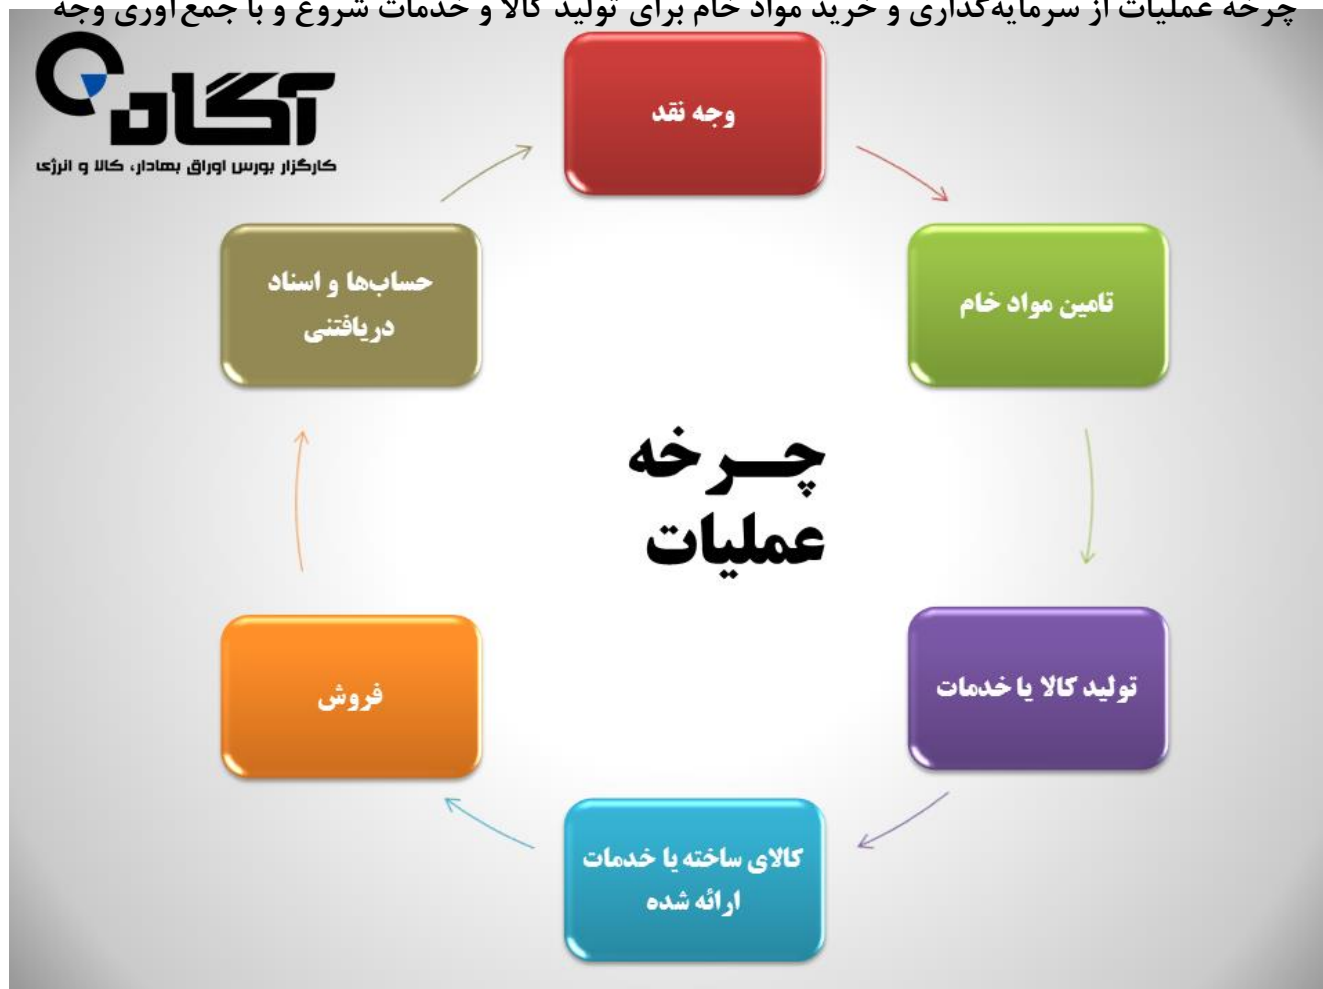 چرخه عملیات از سرمایه‌گذاری و خرید مواد خام برای تولید کالا و خدمات شروع و با جمع‌آوری وجه
آگاه
کارگزار بورس اوراق بهادار، کالا و انرژی
وجه نقد
تامین مواد خام
تولید کالا یا خدمات
کالای ساخته یا خدمات
ارائه شده
فروش
حساب‌ها و اسناد
دریافتنی
چــرخه
عملیات